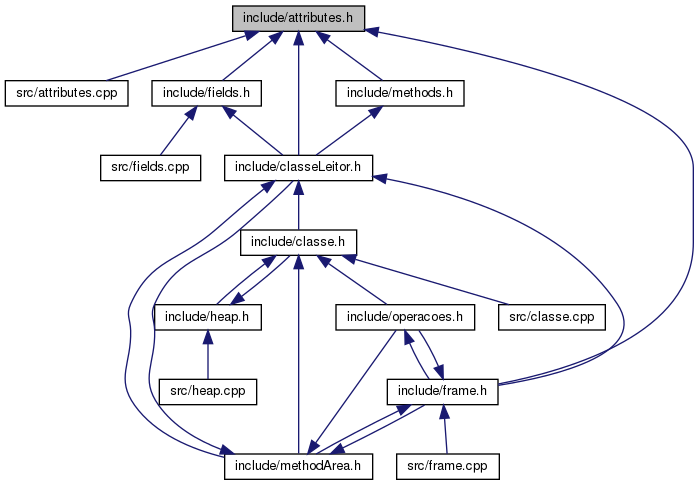 include/attributes.h
src/attributes.cpp
include/fields.h
include/methods.h
src/fields.cpp
include/classeLeitor.h
include/classe.h
include/heap.h
include/operacoes.h
src/classe.cpp
src/heap.cpp
include/frame.h
include/methodArea.h
src/frame.cpp